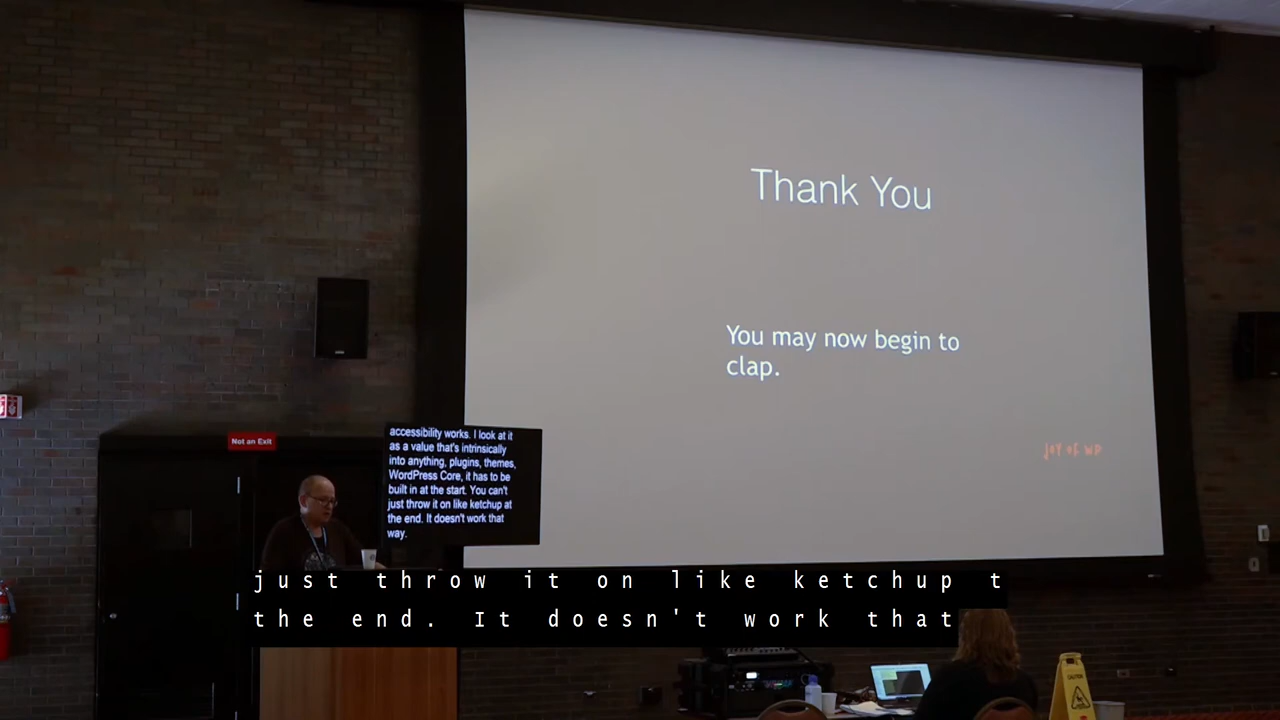 Thank You
You may now begin to
clap.
JOY OF WP
Not an Exit
accessibility works. I look at it
as a value that's intrinsically
into anything, plugins, themes,
WordPress Core, it has to be
built in at the start. You can't
just throw it on like ketchup at
the end. It doesn't work that
way.
just throw it on like ketchup t
the end. It doesn't work that
CAUTION